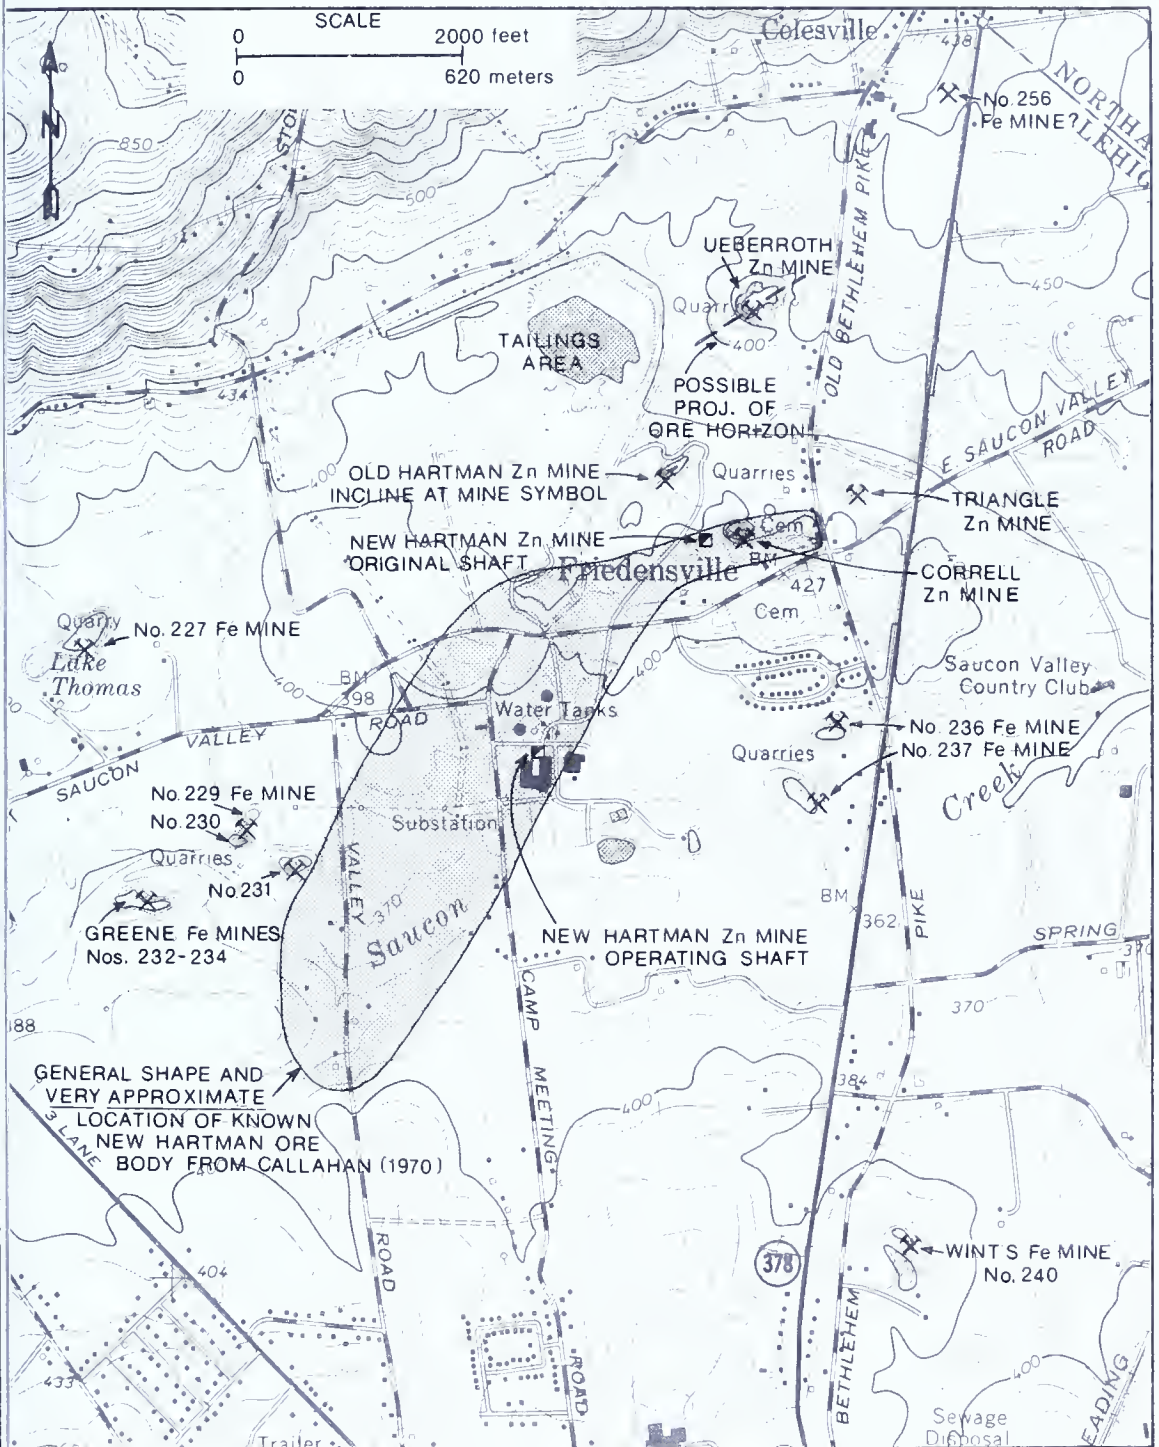 SCALE
0 2000 feet
0 620 meters
Colesville
438
No. 256
Fe MINE?
850
500
N
OLD BETHLEHEM PIKE
UEBERROTH
Zn MINE
450
400
TAILINGS
AREA
POSSIBLE
PROJ. OF
ORE HORIZON
434
E SAUCON VALLEY
ROAD
400
OLD HARTMAN Zn MINE
INCLINE AT MINE SYMBOL
Quarries
TRIANGLE
Zn MINE
NEW HARTMAN Zn MINE
ORIGINAL SHAFT
Cem
Friedensville
BM
427
CORRELL
Zn MINE
Cem
Quarry
No. 227 Fe MINE
Lake
Thomas
400
400
BM
398
ROAD
VALLEY
SAUCON
Water Tanks
Saucon Valley
Country Club
No. 236 Fe MINE
No. 237 Fe MINE
Quarries
Creek
No. 229 Fe MINE
No. 230
Quarries
No. 231
Substation
VALLEY
370
Saucon
GREENE Fe MINES
Nos. 232-234
NEW HARTMAN Zn MINE
OPERATING SHAFT
BM
362
PIKE
SPRING
370
CAMP
MEETING
GENERAL SHAPE AND
VERY APPROXIMATE
LOCATION OF KNOWN
NEW HARTMAN ORE
BODY FROM CALLAHAN (1970)
3 LANE
384
400
ROAD
404
378
WINT'S Fe MINE
No. 240
BETHLEHEM
ROAD
433
400
Sewage
Disposal
Trailer